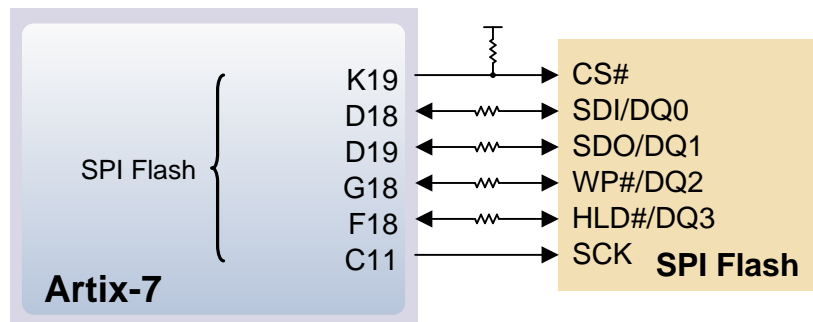 K19 CS#
D18 SDI/DQ0
D19 SDO/DQ1
SPI Flash G18 WP#/DQ2
F18 HLD#/DQ3
C11 SCK
Artix-7 SPI Flash